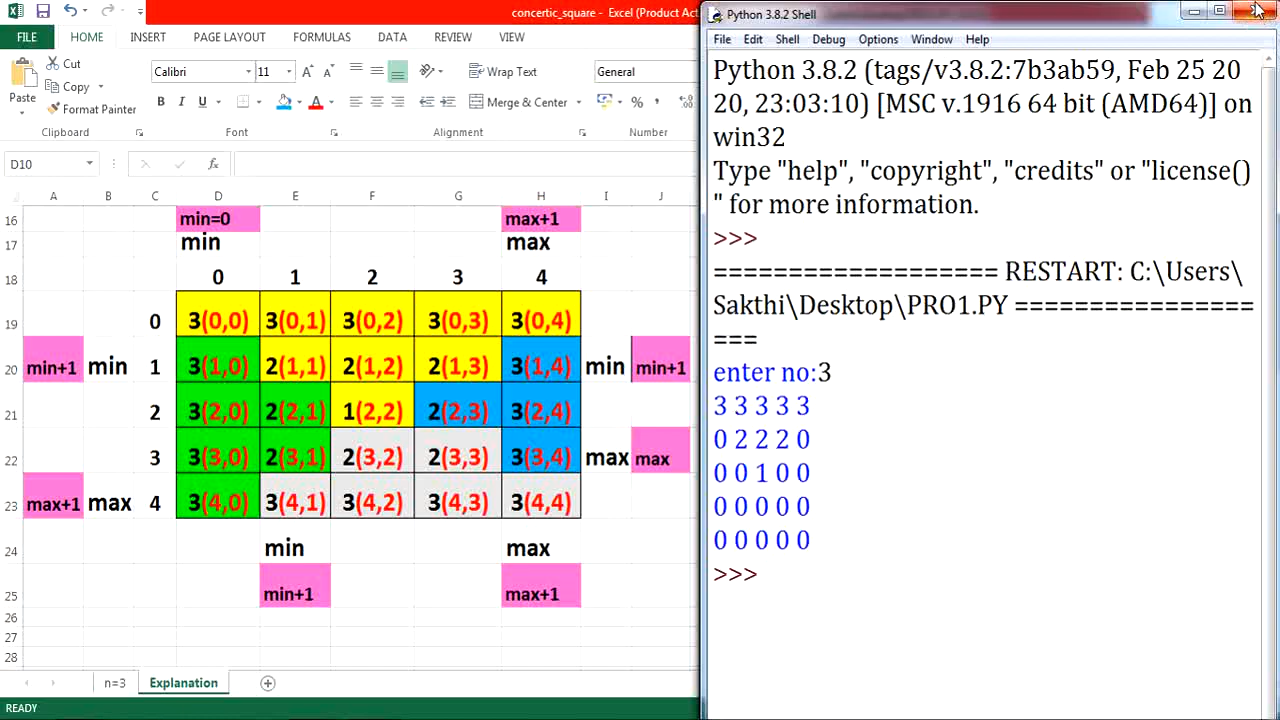 concertic_square - Excel (Product Act
FILE HOME INSERT PAGE LAYOUT FORMULAS DATA REVIEW VIEW
Cut
Copy
Format Painter
Paste
Clipboard
Calibri 11
B I U
Font
Wrap Text
Merge & Center
Alignment
General
%
Number
D10
fx
A B C D E F G H I J
16 min=0 max+1
17 min max
18 0 1 2 3 4
19 0 3(0,0) 3(0,1) 3(0,2) 3(0,3) 3(0,4)
20 min+1 min 1 3(1,0) 2(1,1) 2(1,2) 2(1,3) 3(1,4) min min+1
21 2 3(2,0) 2(2,1) 1(2,2) 2(2,3) 3(2,4)
22 3 3(3,0) 2(3,1) 2(3,2) 2(3,3) 3(3,4) max max
23 max+1 max 4 3(4,0) 3(4,1) 3(4,2) 3(4,3) 3(4,4)
24 min max
25 min+1 max+1
26
27
28
n=3 Explanation
READY
Python 3.8.2 Shell
File Edit Shell Debug Options Window Help
Python 3.8.2 (tags/v3.8.2:7b3ab59, Feb 25 20
20, 23:03:10) [MSC v.1916 64 bit (AMD64)] on
win32
Type "help", "copyright", "credits" or "license()
" for more information.
>>>
=================== RESTART: C:\Users\
Sakthi\Desktop\PRO1.PY ================
===
enter no:3
3 3 3 3 3
0 2 2 2 0
0 0 1 0 0
0 0 0 0 0
0 0 0 0 0
>>>